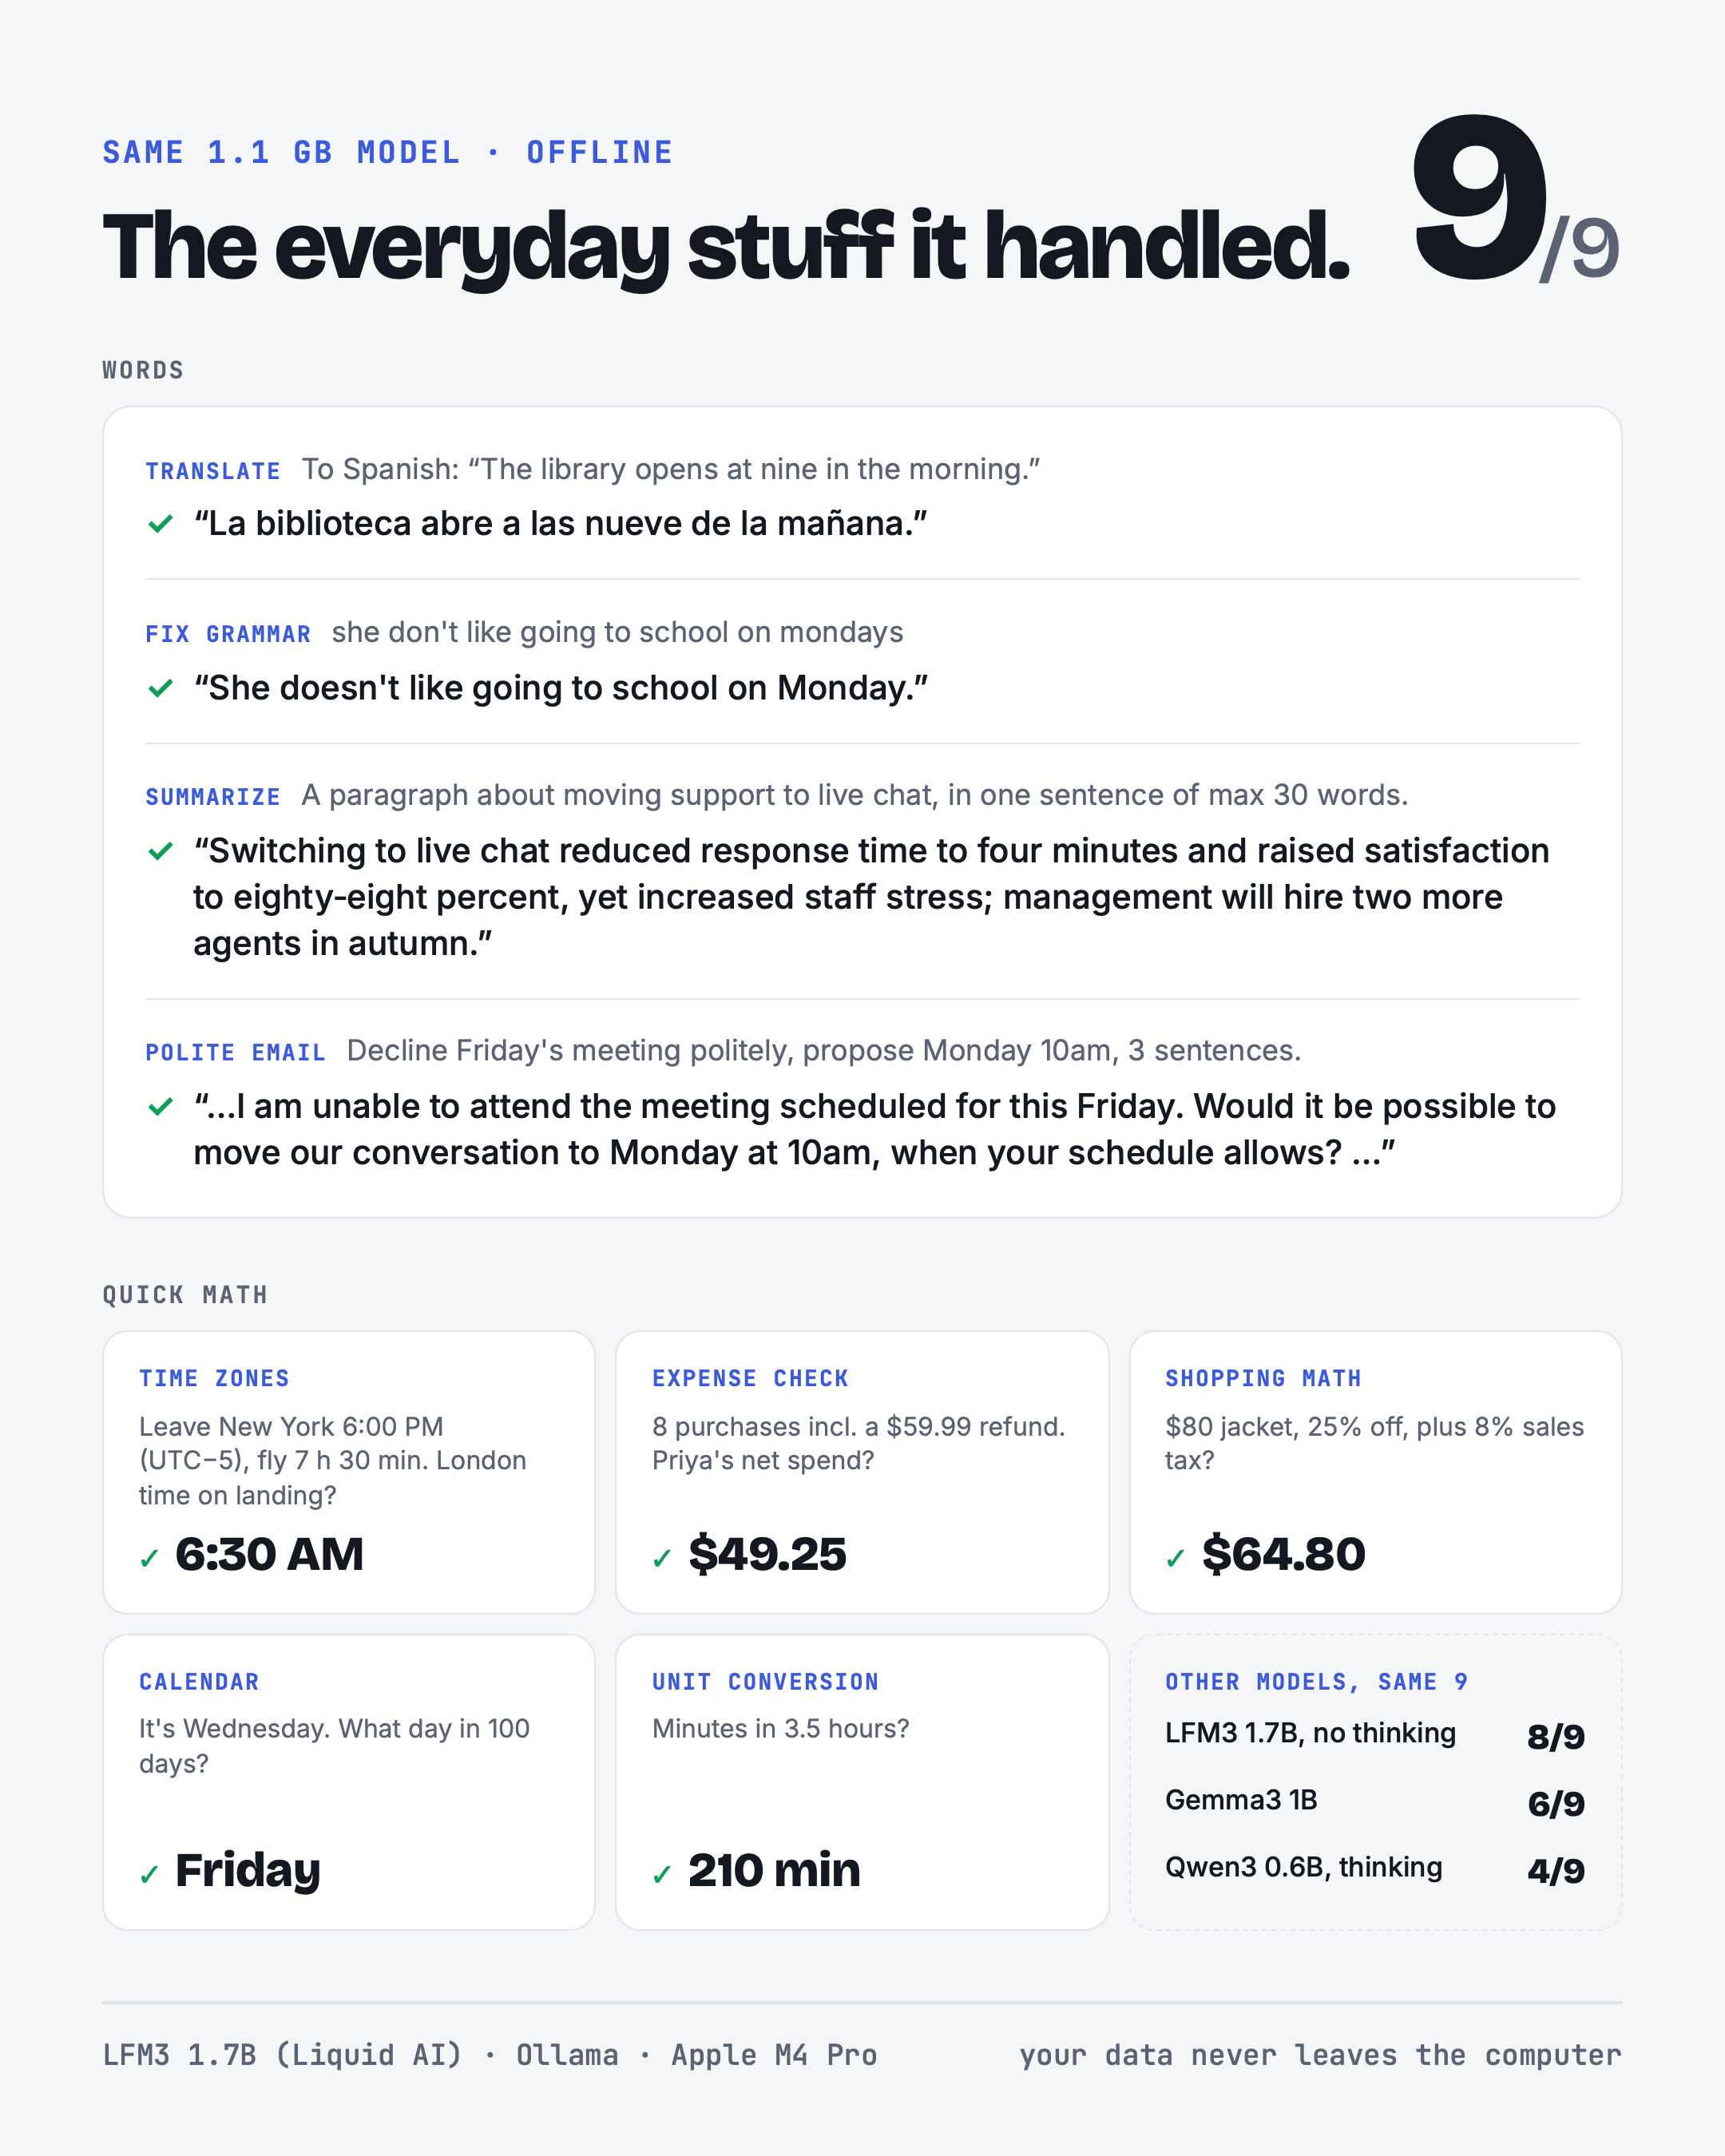 SAME 1.1 GB MODEL · OFFLINE
The everyday stuff it handled.
9/9
WORDS
TRANSLATE To Spanish: “The library opens at nine in the morning.”
✓ “La biblioteca abre a las nueve de la mañana.”
FIX GRAMMAR she don't like going to school on mondays
✓ “She doesn't like going to school on Monday.”
SUMMARIZE A paragraph about moving support to live chat, in one sentence of max 30 words.
✓ “Switching to live chat reduced response time to four minutes and raised satisfaction
to eighty-eight percent, yet increased staff stress; management will hire two more
agents in autumn.”
POLITE EMAIL Decline Friday's meeting politely, propose Monday 10am, 3 sentences.
✓ “…I am unable to attend the meeting scheduled for this Friday. Would it be possible to
move our conversation to Monday at 10am, when your schedule allows? …”
QUICK MATH
TIME ZONES
Leave New York 6:00 PM
(UTC−5), fly 7 h 30 min. London
time on landing?
✓ 6:30 AM
EXPENSE CHECK
8 purchases incl. a $59.99 refund.
Priya's net spend?
✓ $49.25
SHOPPING MATH
$80 jacket, 25% off, plus 8% sales
tax?
✓ $64.80
CALENDAR
It's Wednesday. What day in 100
days?
✓ Friday
UNIT CONVERSION
Minutes in 3.5 hours?
✓ 210 min
OTHER MODELS, SAME 9
LFM3 1.7B, no thinking 8/9
Gemma3 1B 6/9
Qwen3 0.6B, thinking 4/9
LFM3 1.7B (Liquid AI) · Ollama · Apple M4 Pro
your data never leaves the computer